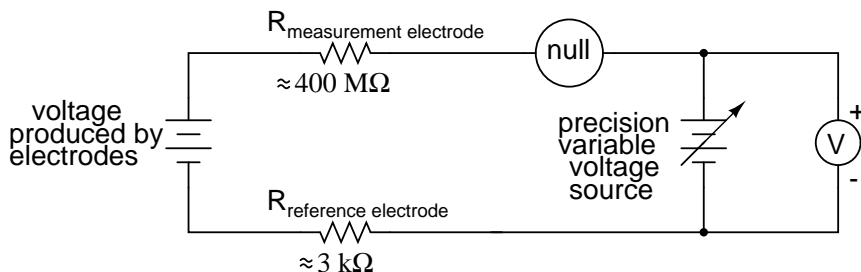 R measurement electrode
≈400 MΩ
null
voltage
produced by
electrodes
precision
variable
voltage
source
+
V
-
R reference electrode
≈3 kΩ